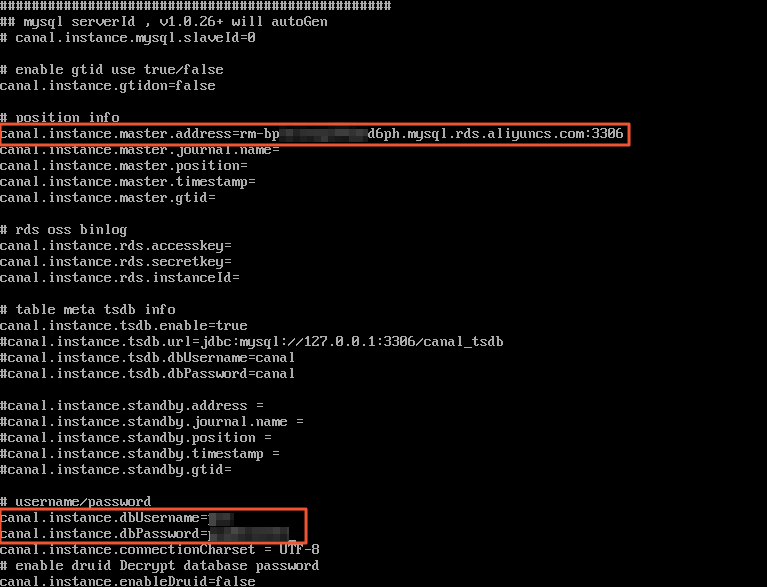 #################################################
## mysql serverId , v1.0.26+ will autoGen
# canal.instance.mysql.slaveId=0
# enable gtid use true/false
canal.instance.gtidon=false
# position info
canal.instance.master.address=rm-bp d6ph.mysql.rds.aliyuncs.com:3306
canal.instance.master.journal.name=
canal.instance.master.position=
canal.instance.master.timestamp=
canal.instance.master.gtid=
# rds oss binlog
canal.instance.rds.accesskey=
canal.instance.rds.secretkey=
canal.instance.rds.instanceId=
# table meta tsdb info
canal.instance.tsdb.enable=true
#canal.instance.tsdb.url=jdbc:mysql://127.0.0.1:3306/canal_tsdb
#canal.instance.tsdb.dbUsername=canal
#canal.instance.tsdb.dbPassword=canal
#canal.instance.standby.address =
#canal.instance.standby.journal.name =
#canal.instance.standby.position =
#canal.instance.standby.timestamp =
#canal.instance.standby.gtid=
# username/password
canal.instance.dbUsername=
canal.instance.dbPassword=
canal.instance.connectionCharset = UTF-8
# enable druid Decrypt database password
canal.instance.enableDruid=false